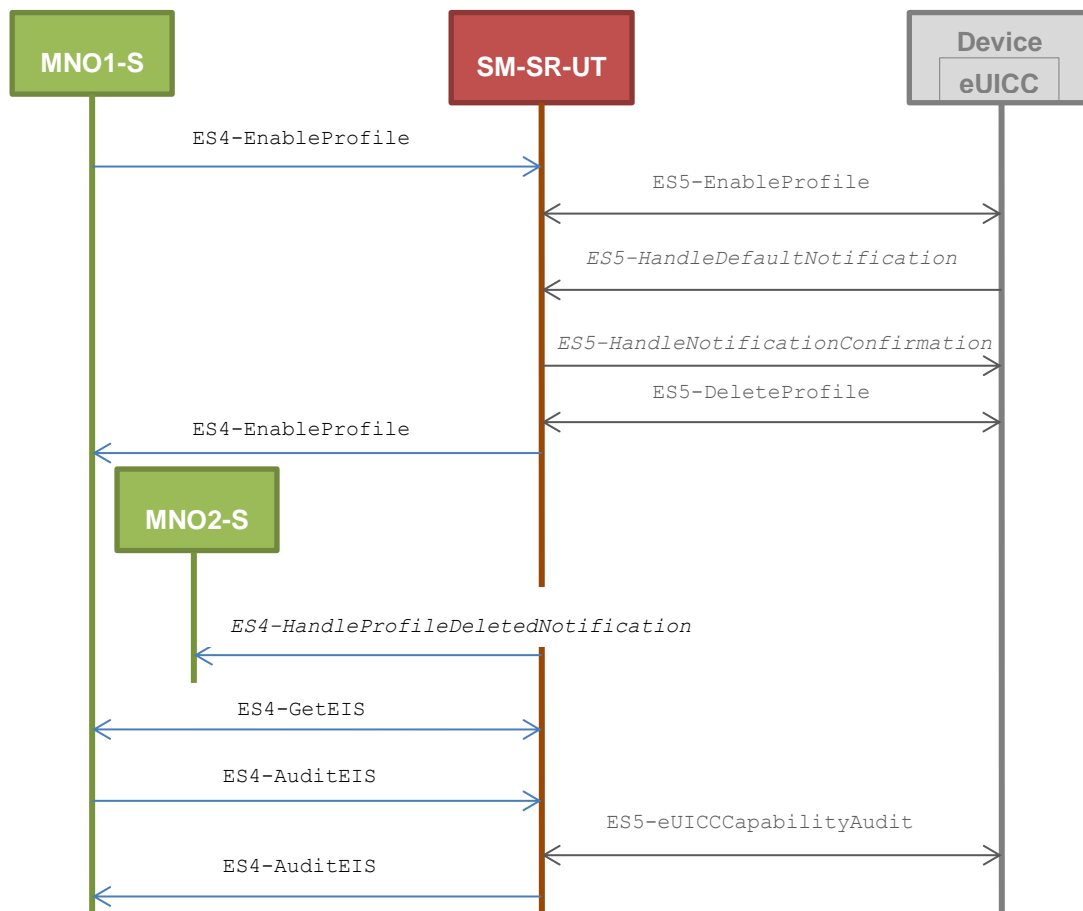 MNO1-S
SM-SR-UT
Device
eUICC
ES4-EnableProfile
ES5-EnableProfile
ES5-HandleDefaultNotification
ES5-HandleNotificationConfirmation
ES5-DeleteProfile
ES4-EnableProfile
MNO2-S
ES4-HandleProfileDeletedNotification
ES4-GetEIS
ES4-AuditEIS
ES5-eUICCCapabilityAudit
ES4-AuditEIS